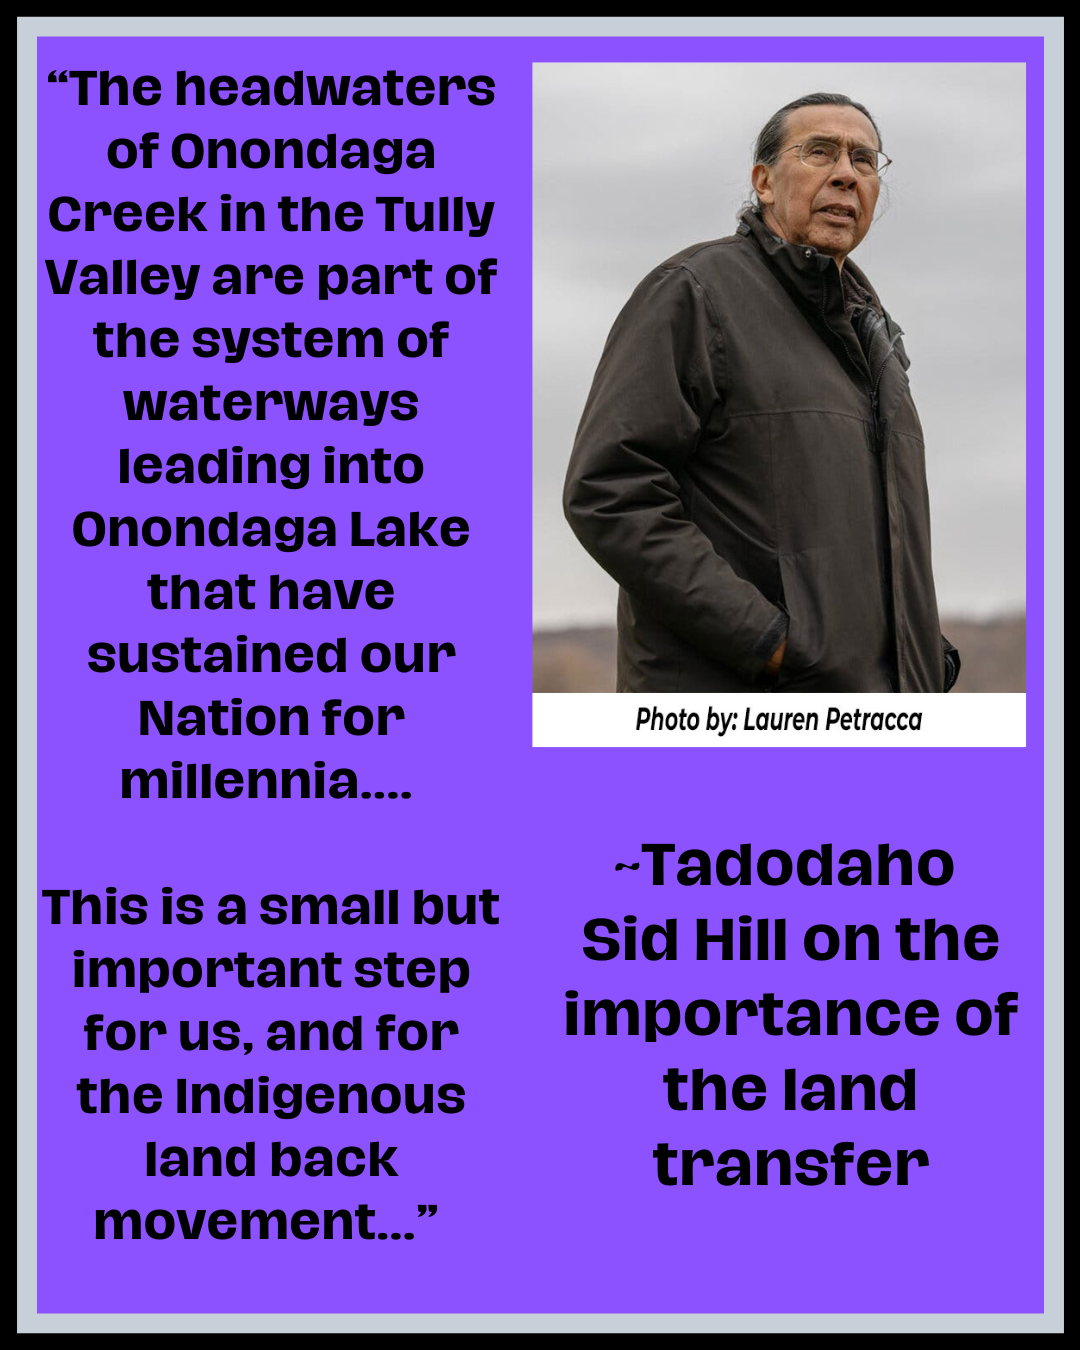 “The headwaters
of Onondaga
Creek in the Tully
Valley are part of
the system of
waterways
leading into
Onondaga Lake
that have
sustained our
Nation for
millennia....
This is a small but
important step
for us, and for
the Indigenous
land back
movement...”
Photo by: Lauren Petracca
~Tadodaho
Sid Hill on the
importance of
the land
transfer